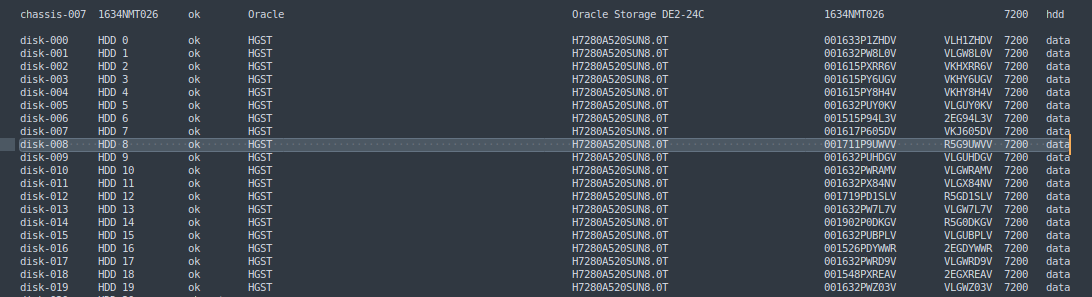 chassis-007 1634NMT026 ok Oracle Oracle Storage DE2-24C 1634NMT026 7200 hdd
disk-000 HDD 0 ok HGST H7280A520SUN8.0T 001633P1ZHDV VLH1ZHDV 7200 data
disk-001 HDD 1 ok HGST H7280A520SUN8.0T 001632PW8L0V VLGW8L0V 7200 data
disk-002 HDD 2 ok HGST H7280A520SUN8.0T 001615PXRR6V VKHXRR6V 7200 data
disk-003 HDD 3 ok HGST H7280A520SUN8.0T 001615PY6UGV VKHY6UGV 7200 data
disk-004 HDD 4 ok HGST H7280A520SUN8.0T 001615PY8H4V VKHY8H4V 7200 data
disk-005 HDD 5 ok HGST H7280A520SUN8.0T 001632PUY0KV VLGUY0KV 7200 data
disk-006 HDD 6 ok HGST H7280A520SUN8.0T 001515P94L3V 2EG94L3V 7200 data
disk-007 HDD 7 ok HGST H7280A520SUN8.0T 001617P605DV VKJ605DV 7200 data
disk-008 HDD 8 ok HGST H7280A520SUN8.0T 001711P9UWVV R5G9UWVV 7200 data
disk-009 HDD 9 ok HGST H7280A520SUN8.0T 001632PUHDGV VLGUHDGV 7200 data
disk-010 HDD 10 ok HGST H7280A520SUN8.0T 001632PWRAMV VLGWRAMV 7200 data
disk-011 HDD 11 ok HGST H7280A520SUN8.0T 001632PX84NV VLGX84NV 7200 data
disk-012 HDD 12 ok HGST H7280A520SUN8.0T 001719PD1SLV R5GD1SLV 7200 data
disk-013 HDD 13 ok HGST H7280A520SUN8.0T 001632PW7L7V VLGW7L7V 7200 data
disk-014 HDD 14 ok HGST H7280A520SUN8.0T 001902P0DKGV R5G0DKGV 7200 data
disk-015 HDD 15 ok HGST H7280A520SUN8.0T 001632PUBPLV VLGUBPLV 7200 data
disk-016 HDD 16 ok HGST H7280A520SUN8.0T 001526PDYWWR 2EGDYWWR 7200 data
disk-017 HDD 17 ok HGST H7280A520SUN8.0T 001632PWRD9V VLGWRD9V 7200 data
disk-018 HDD 18 ok HGST H7280A520SUN8.0T 001548PXREAV 2EGXREAV 7200 data
disk-019 HDD 19 ok HGST H7280A520SUN8.0T 001632PWZ03V VLGWZ03V 7200 data